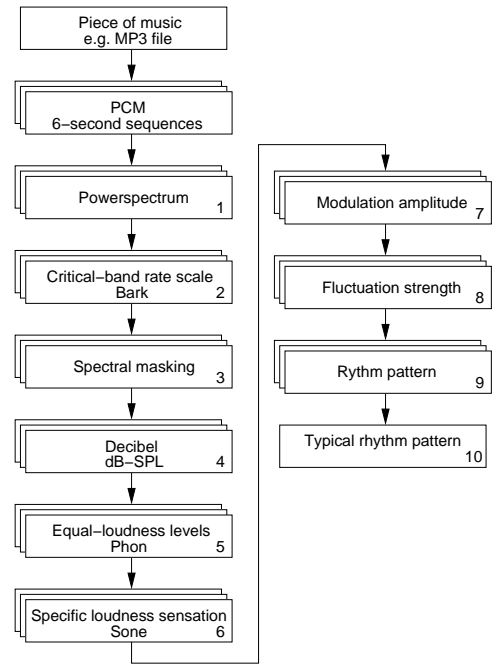 Piece of music
e.g. MP3 file
PCM
6−second sequences
Powerspectrum
1
Critical−band rate scale
Bark
2
Spectral masking
3
Decibel
dB−SPL
4
Equal−loudness levels
Phon
5
Specific loudness sensation
Sone
6
Modulation amplitude
7
Fluctuation strength
8
Rythm pattern
9
Typical rhythm pattern
10